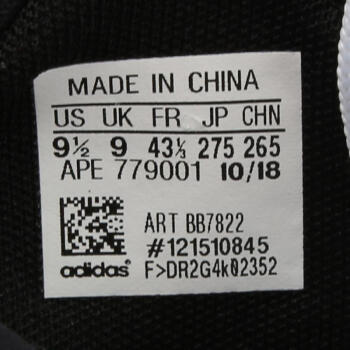 MADE IN CHINA
US UK FR JP CHN
9½ 9 43⅓ 275 265
APE 779001 10/18
ART BB7822
#121510845
adidas® F>DR2G4k02352